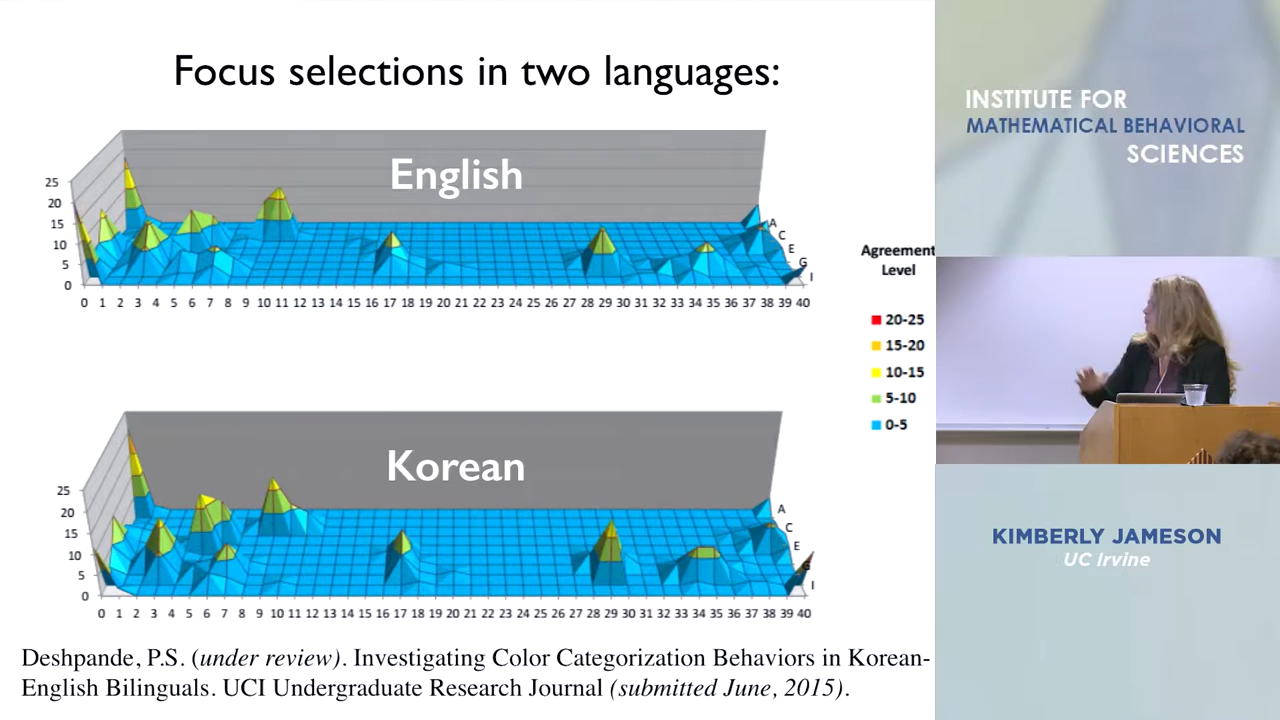 Focus selections in two languages:
English
25
20
15
10
5
0
A
C
E
G
I
0 1 2 3 4 5 6 7 8 9 10 11 12 13 14 15 16 17 18 19 20 21 22 23 24 25 26 27 28 29 30 31 32 33 34 35 36 37 38 39 40
Agreement
Level
20-25
15-20
10-15
5-10
0-5
Korean
25
20
15
10
5
0
A
C
E
G
I
0 1 2 3 4 5 6 7 8 9 10 11 12 13 14 15 16 17 18 19 20 21 22 23 24 25 26 27 28 29 30 31 32 33 34 35 36 37 38 39 40
Deshpande, P.S. (under review). Investigating Color Categorization Behaviors in Korean-
English Bilinguals. UCI Undergraduate Research Journal (submitted June, 2015).
INSTITUTE FOR
MATHEMATICAL BEHAVIORAL
SCIENCES
KIMBERLY JAMESON
UC Irvine